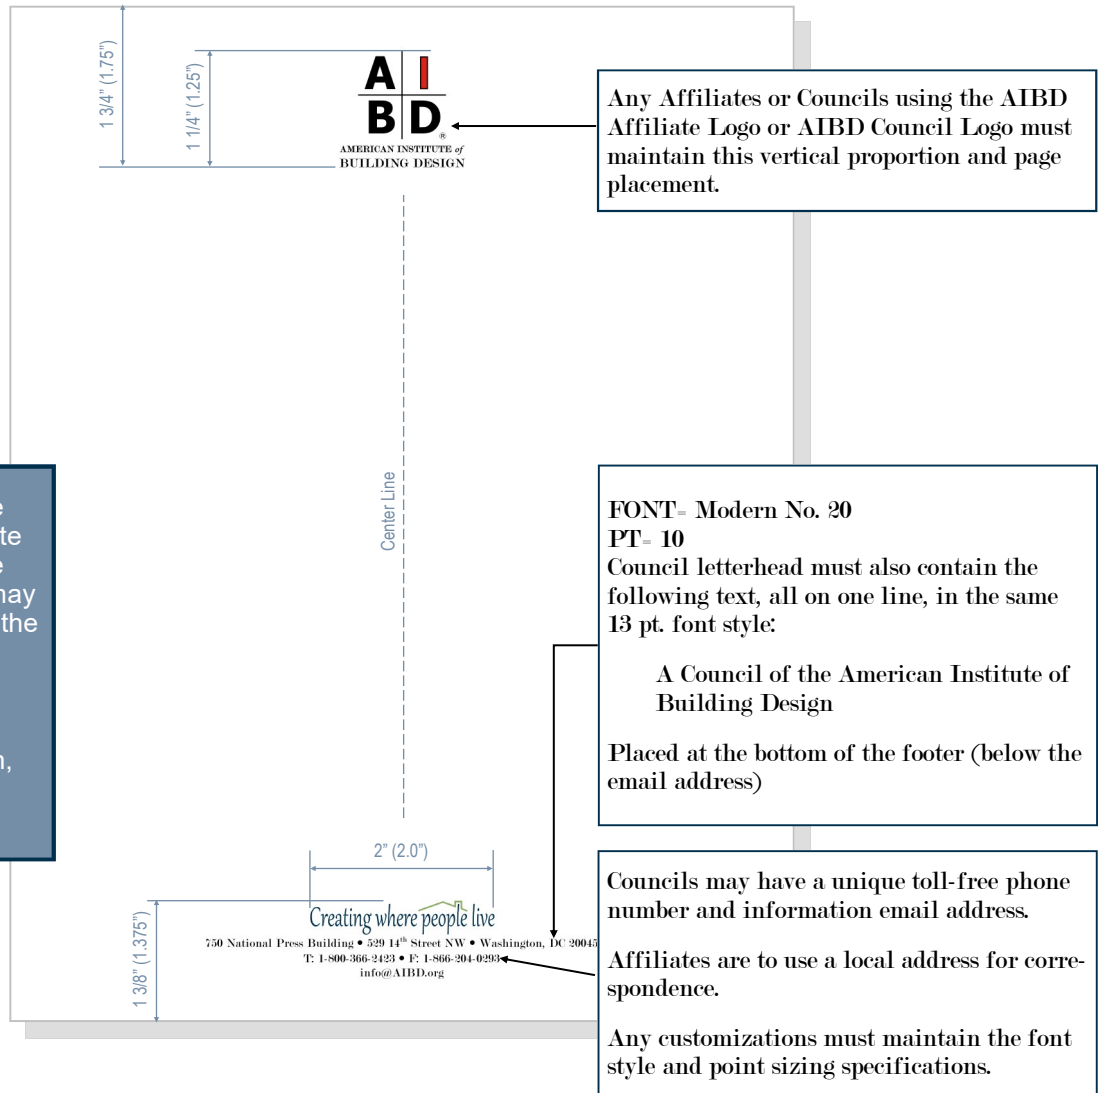 1 3/4” (1.75”)
1 1/4” (1.25”)
A I
B D®
AMERICAN INSTITUTE of
BUILDING DESIGN
Any Affiliates or Councils using the AIBD
Affiliate Logo or AIBD Council Logo must
maintain this vertical proportion and page
placement.
Center Line
may
the
FONT= Modern No. 20
PT= 10
Council letterhead must also contain the
following text, all on one line, in the same
13 pt. font style:
A Council of the American Institute of
Building Design
Placed at the bottom of the footer (below the
email address)
2” (2.0”)
1 3/8” (1.375”)
Creating where people live
750 National Press Building • 529 14th Street NW • Washington, DC 20045
T: 1-800-366-2423 • F: 1-866-204-0293
info@AIBD.org
Councils may have a unique toll-free phone
number and information email address.
Affiliates are to use a local address for corre-
spondence.
Any customizations must maintain the font
style and point sizing specifications.